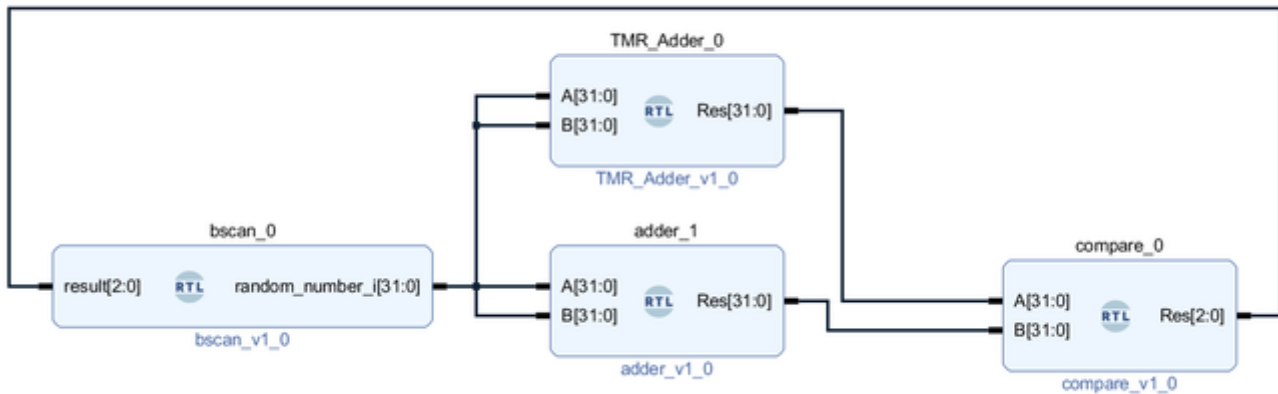 TMR_Adder_0
A[31:0]
B[31:0]
RTL
Res[31:0]
TMR_Adder_v1_0
bscan_0
result[2:0]
RTL
random_number_i[31:0]
bscan_v1_0
adder_1
A[31:0]
B[31:0]
RTL
Res[31:0]
adder_v1_0
compare_0
A[31:0]
B[31:0]
RTL
Res[2:0]
compare_v1_0